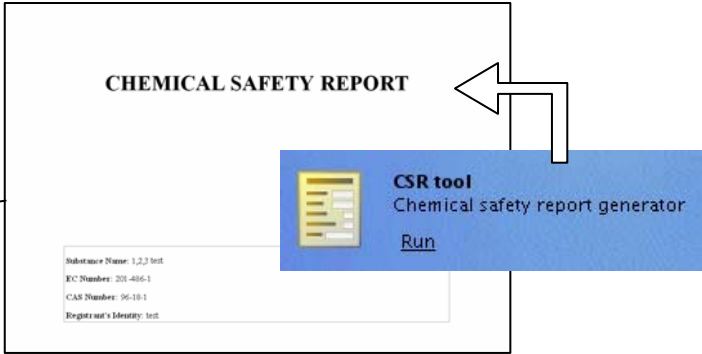 CHEMICAL SAFETY REPORT
CSR tool
Chemical safety report generator
Run
Substance Name: 1,2,3 test
EC Number: 201-486-1
CAS Number: 96-18-1
Registrant's Identity: test